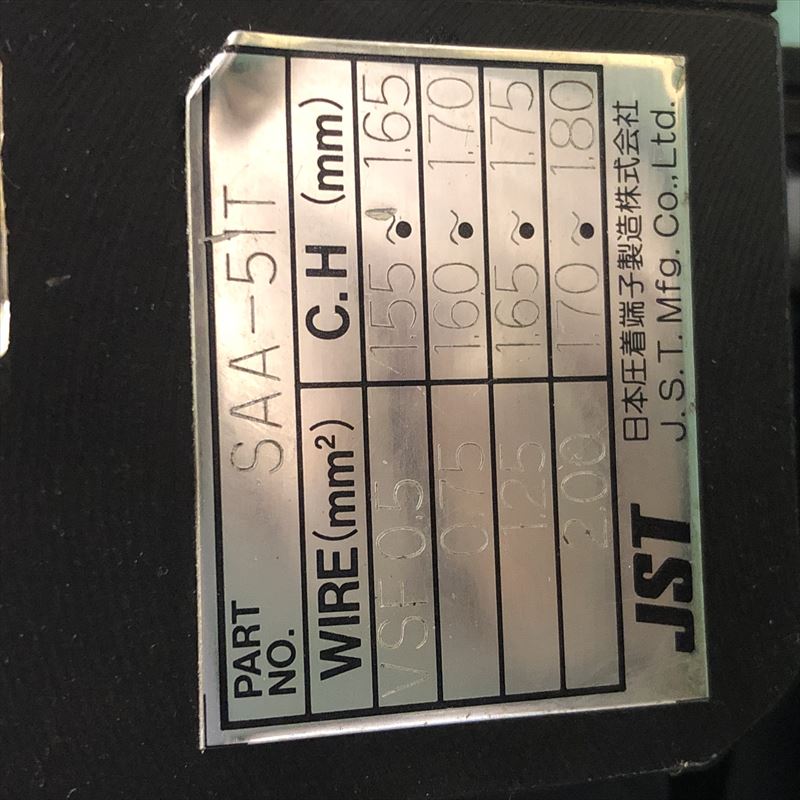 PART NO. SAA-51T
WIRE(mm²) C.H (mm)
VSF 0.5 1.55~1.65
0.75 1.60~1.70
1.25 1.65~1.75
2.00 1.70~1.80
JST 日本圧着端子製造株式会社
J.S.T. Mfg. Co.,Ltd.